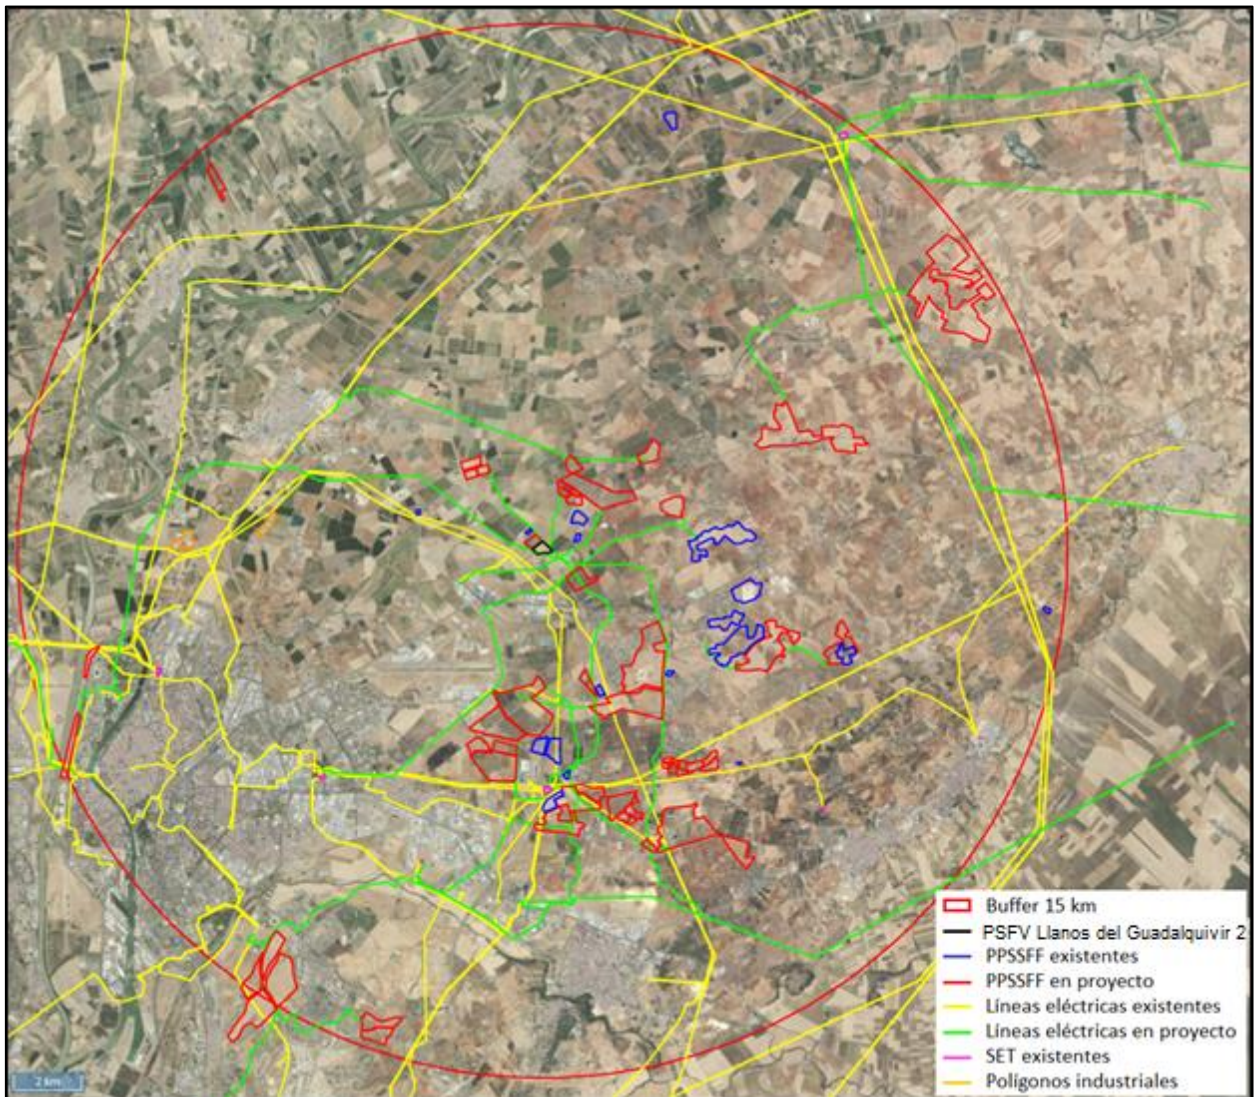 Buffer 15 km
PSFV Llanos del Guadalquivir 2
PPSSFF existentes
PPSSFF en proyecto
Líneas eléctricas existentes
Líneas eléctricas en proyecto
SET existentes
Polígonos industriales
2 km